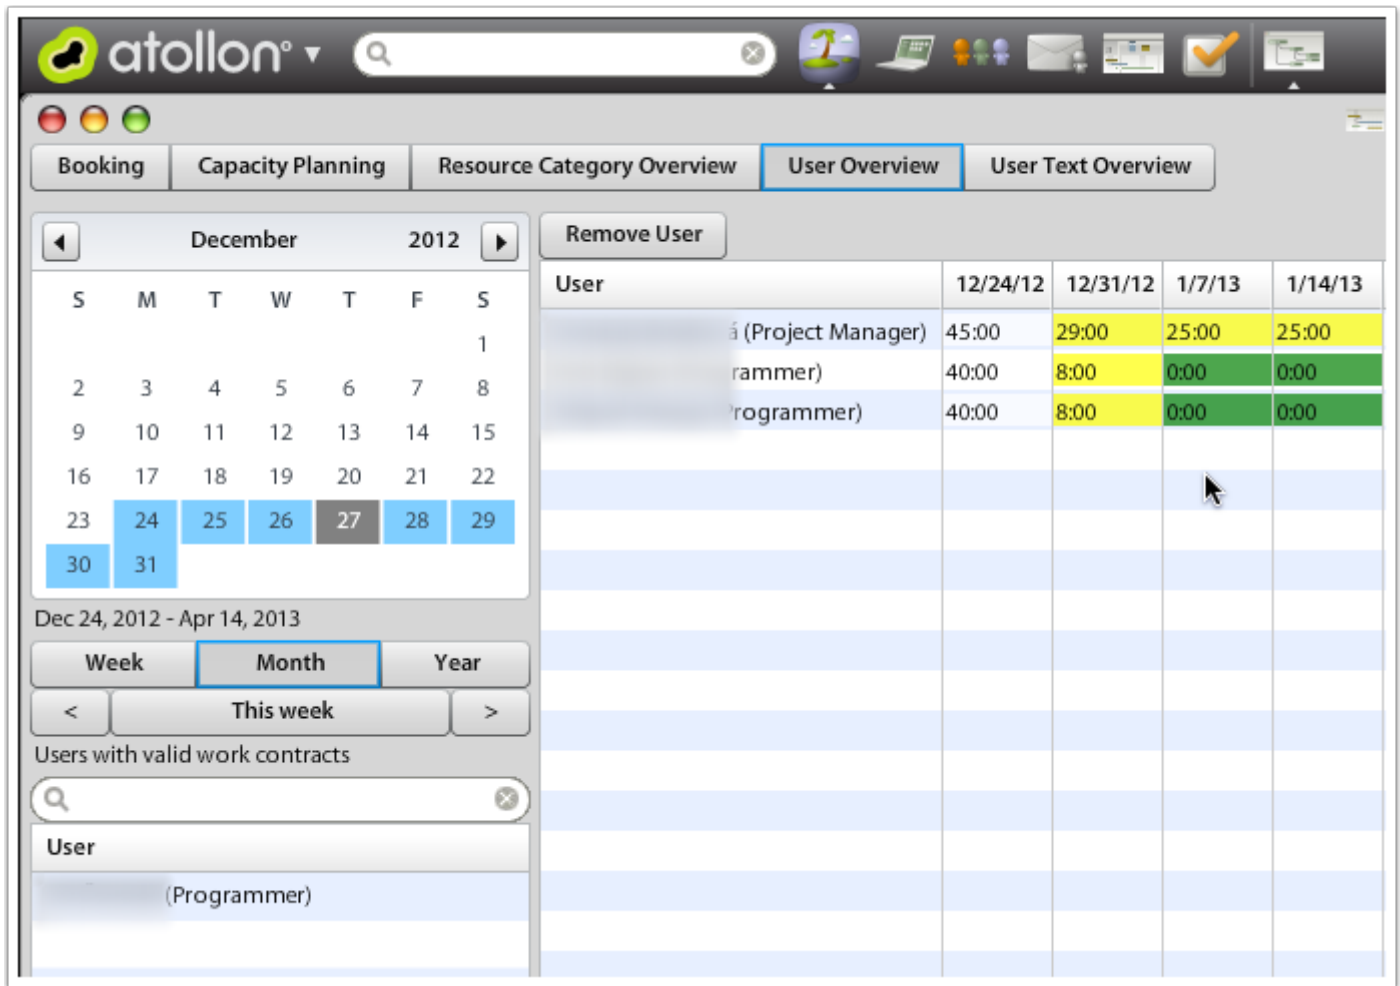 atollon°
Booking
Capacity Planning
Resource Category Overview
User Overview
User Text Overview
December 2012
S M T W T F S
1
2 3 4 5 6 7 8
9 10 11 12 13 14 15
16 17 18 19 20 21 22
23 24 25 26 27 28 29
30 31
Dec 24, 2012 - Apr 14, 2013
Week Month Year
< This week >
Users with valid work contracts
User
(Programmer)
Remove User
User 12/24/12 12/31/12 1/7/13 1/14/13
á (Project Manager) 45:00 29:00 25:00 25:00
rammer) 40:00 8:00 0:00 0:00
rogrammer) 40:00 8:00 0:00 0:00